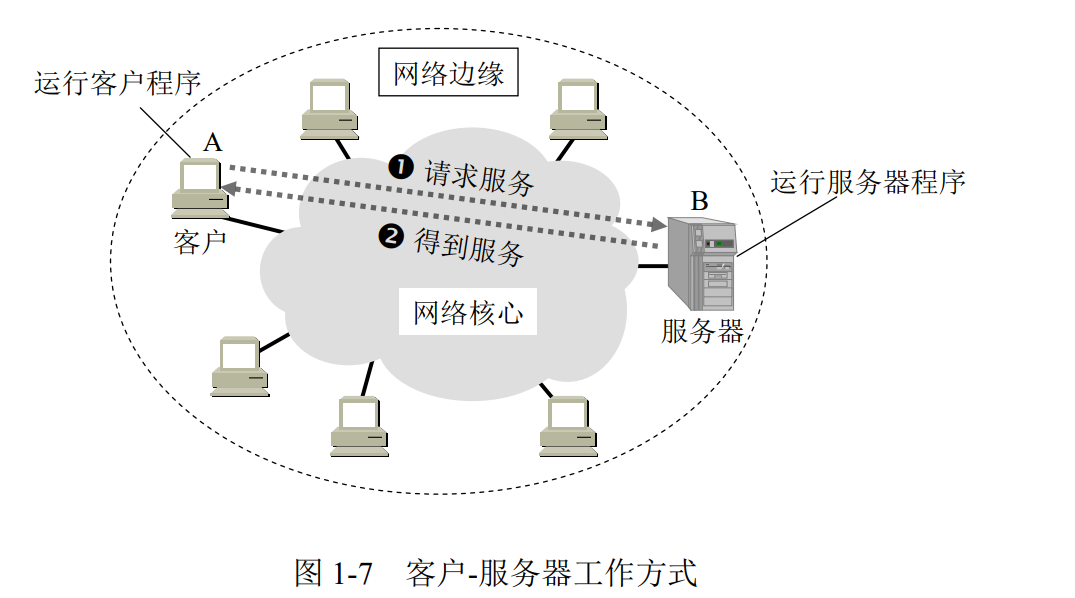 网络边缘
运行客户程序
A
❶ 请求服务
运行服务器程序
B
客户
❷ 得到服务
网络核心
服务器
图 1-7 客户-服务器工作方式